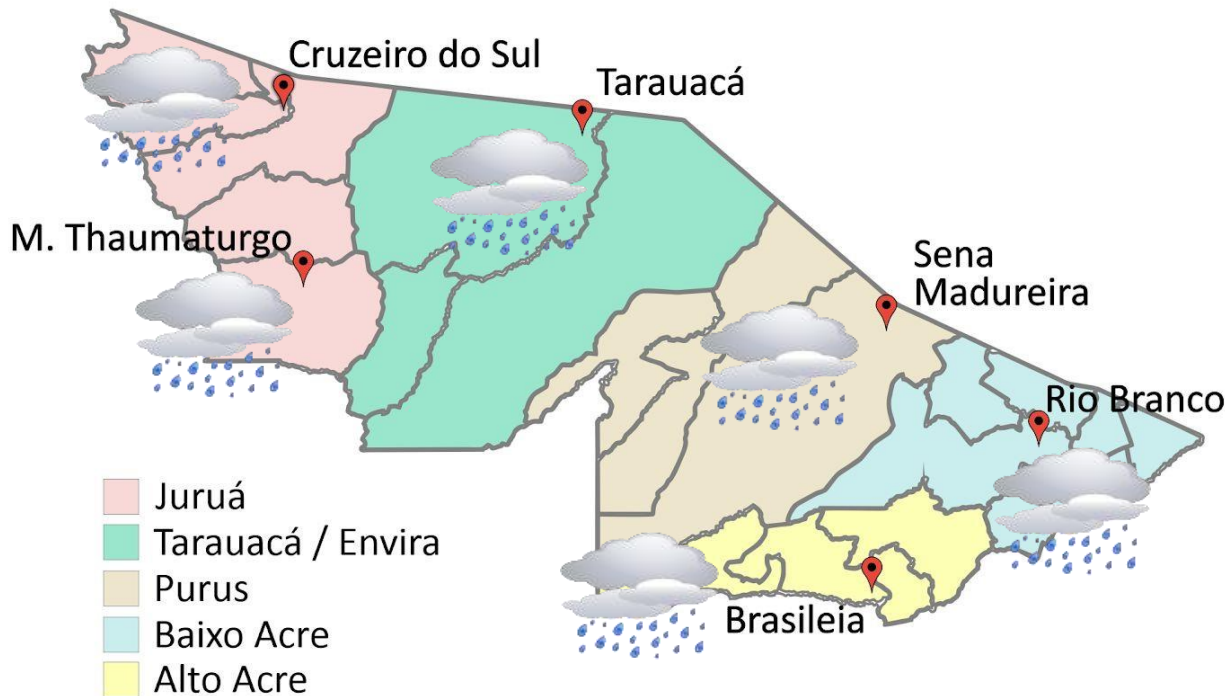 Cruzeiro do Sul
Tarauacá
M. Thaumaturgo
Sena
Madureira
Rio Branco
Brasileia
Juruá
Tarauacá / Envira
Purus
Baixo Acre
Alto Acre